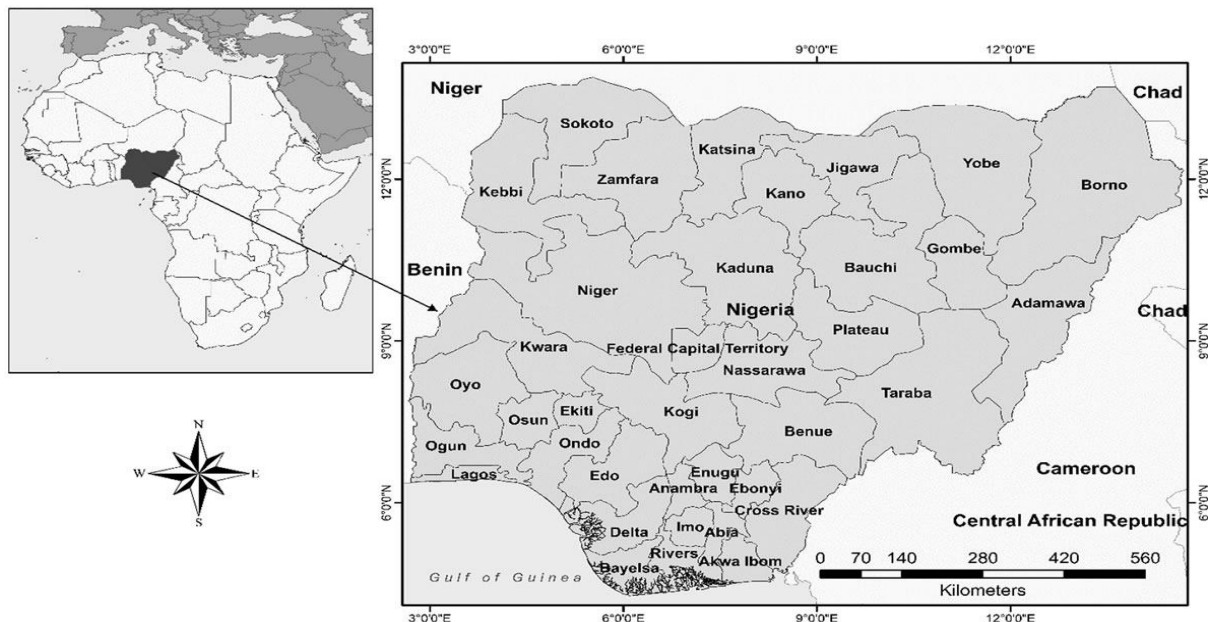 3°0'0"E 6°0'0"E 9°0'0"E 12°0'0"E
Niger
Chad
Sokoto
Katsina
Jigawa
Yobe
Borno
Kebbi
Zamfara
Kano
12°0'0"N
12°0'0"N
Benin
Gombe
Kaduna
Bauchi
Niger
Adamawa
Nigeria
Chad
Plateau
9°0'0"N
9°0'0"N
Kwara
Federal Capital Territory
Nassarawa
Oyo
Taraba
Osun
Ekiti
Kogi
Benue
Ogun
Ondo
Lagos
Edo
Enugu
Cameroon
Anambra
Ebonyi
6°0'0"N
6°0'0"N
Cross River
Central African Republic
Delta
Imo
Abia
Rivers
Bayelsa
Akwa Ibom
Gulf of Guinea
0 70 140 280 420 560
Kilometers
3°0'0"E 6°0'0"E 9°0'0"E 12°0'0"E
N
W E
S